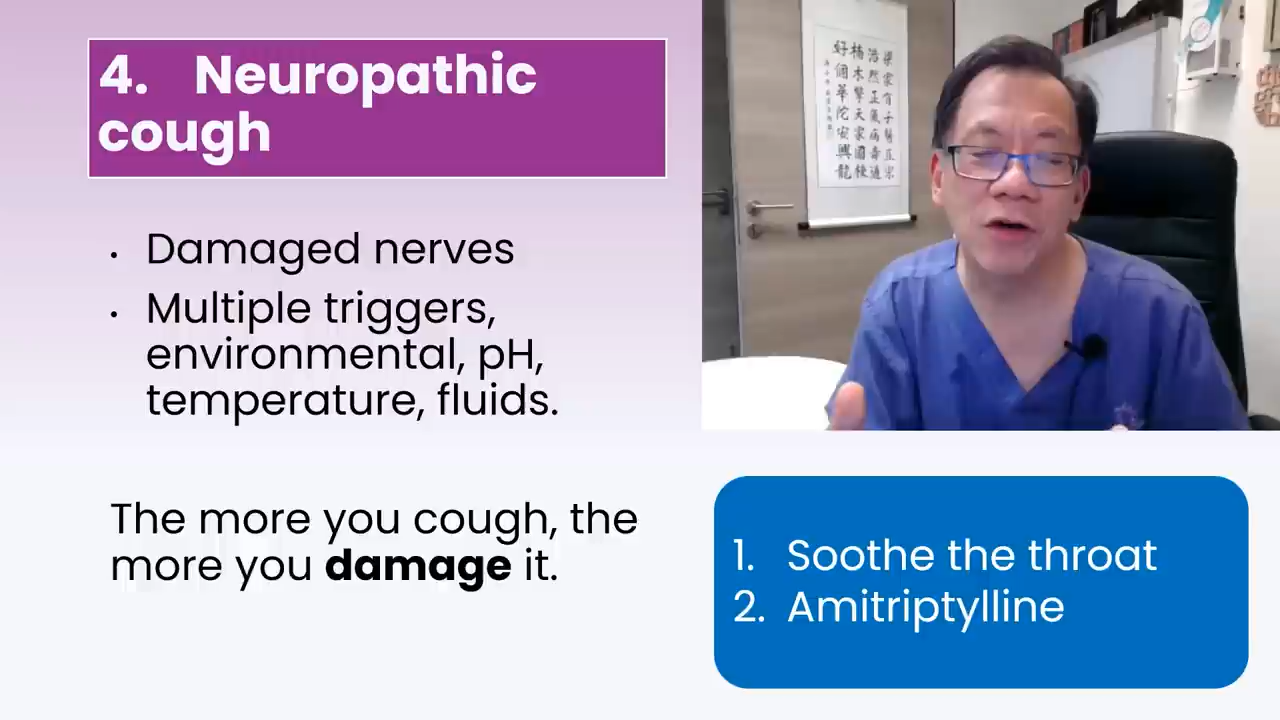 4. Neuropathic
cough
• Damaged nerves
• Multiple triggers,
environmental, pH,
temperature, fluids.
The more you cough, the
more you damage it.
1. Soothe the throat
2. Amitriptylline